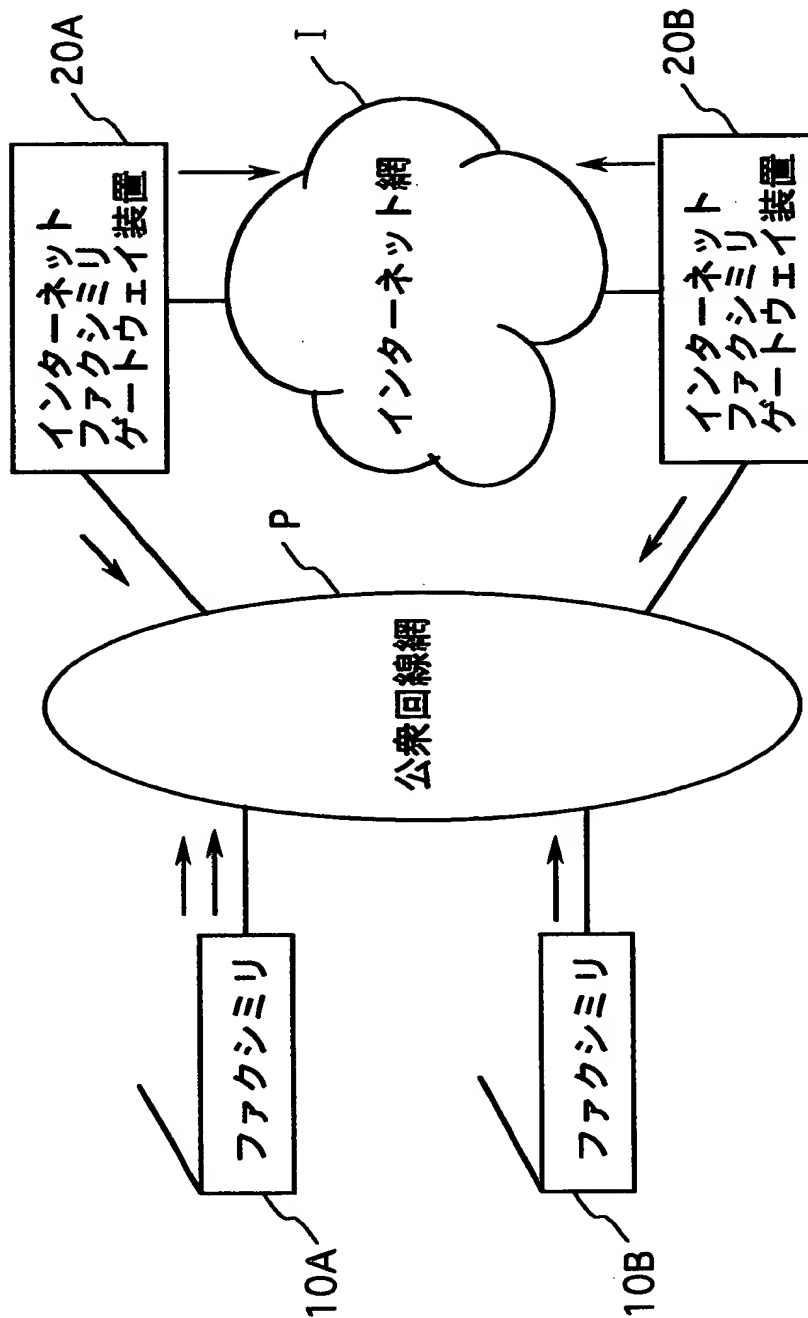 20A
インターネット
ファクシミリ
ゲートウェイ装置
I
インターネット網
20B
インターネット
ファクシミリ
ゲートウェイ装置
P
公衆回線網
ファクシミリ
10A
ファクシミリ
10B